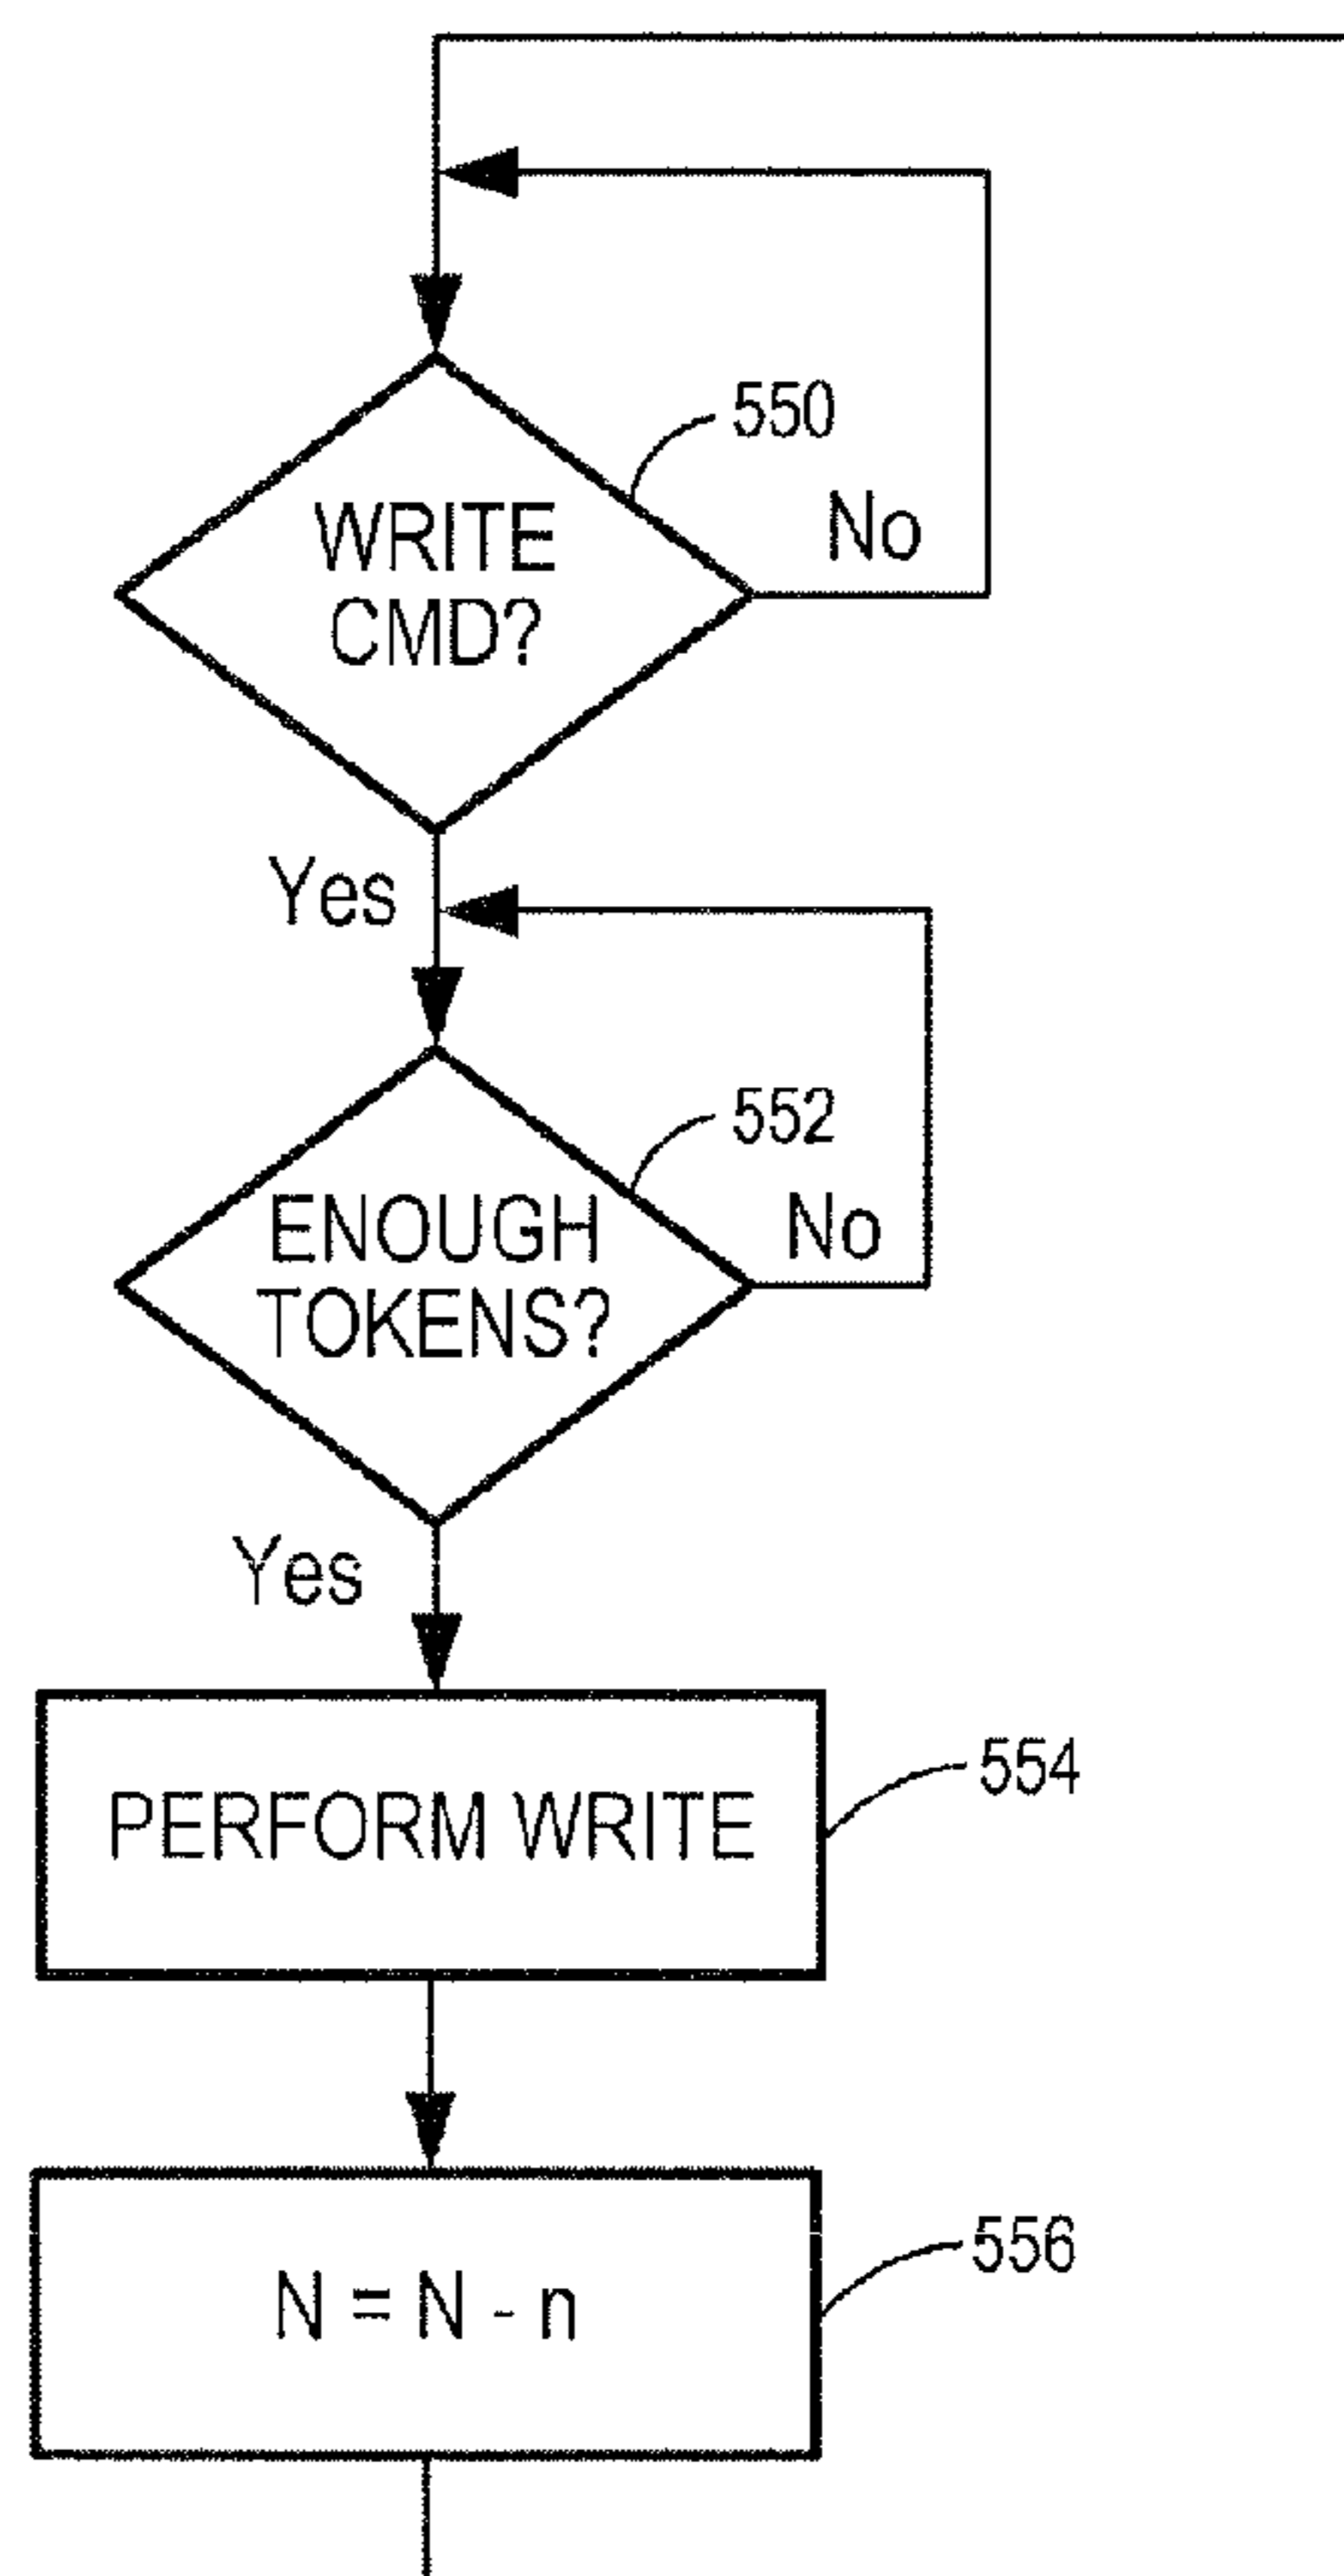 550
WRITE
CMD?
No
Yes
552
ENOUGH
TOKENS?
No
Yes
PERFORM WRITE
554
N = N - n
556